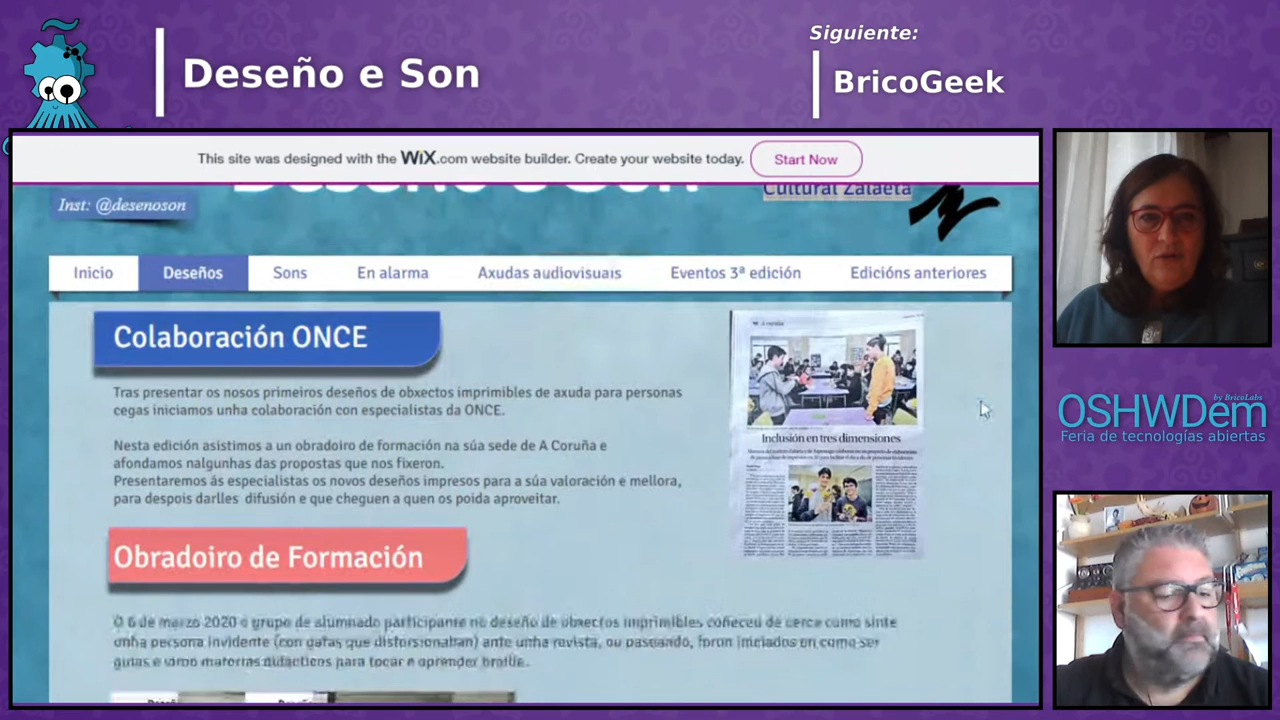 Deseño e Son
Siguiente:
BricoGeek
This site was designed with the WiX.com website builder. Create your website today.
Start Now
Cultural Zalaeta
Inst: @desenoson
Inicio
Deseños
Sons
En alarma
Axudas audiovisuais
Eventos 3ª edición
Edicións anteriores
Colaboración ONCE
Tras presentar os nosos primeiros deseños de obxectos imprimibles de axuda para personas
cegas iniciamos unha colaboración con especialistas da ONCE.
Nesta edición asistimos a un obradoiro de formación na súa sede de A Coruña e
afondamos nalgunhas das propostas que nos fixeron.
Presentaremos ás especialistas os novos deseños impresos para a súa valoración e mellora,
para despois darlles difusión e que cheguen a quen os poida aproveitar.
Inclusión en tres dimensiones
Obradoiro de Formación
O 6 de marzo 2020 o grupo de alumnado participante no deseño de obxectos imprimibles coñeceu de cerca como sinte
unha persoa invidente (con gafas que distorsionaban) ante unha revista, ou paseando, foron iniciados en como ser
guías e varios materias didácticos para tocar e aprender braille.
by BricoLabs
OSHWDem
Feria de tecnologías abiertas